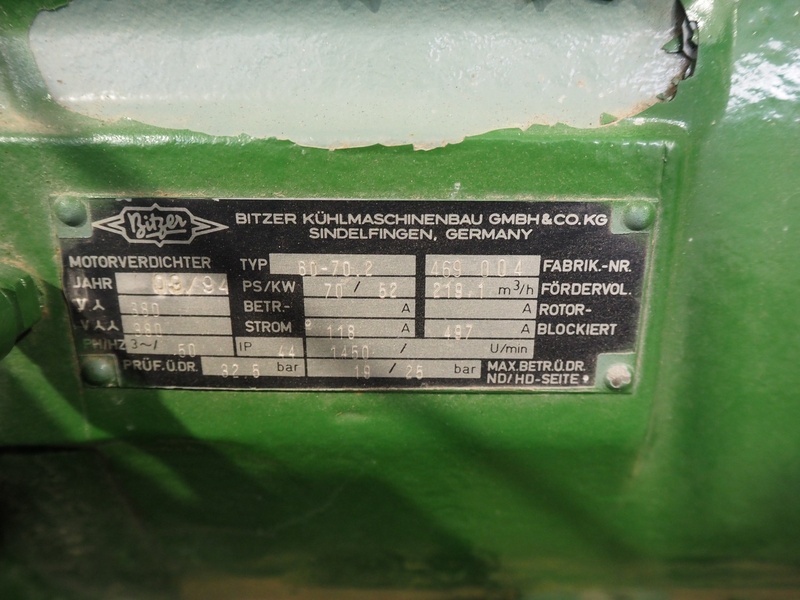 Bitzer BITZER KÜHLMASCHINENBAU GMBH & CO. KG
SINDELFINGEN, GERMANY
MOTORVERDICHTER TYP 6G-70.2 469 004 FABRIK.-NR.
JAHR 09/94 PS/KW 70 / 52 219,1 m³/h FÖRDERVOL.
V 380 BETR.- A A ROTOR-
V 380 STROM 118 497 BLOCKIERT
PH/HZ 3~/ 50 IP 44 1450 / U/min
PRÜF.Ü.DR. 32.5 bar 19 / 25 bar MAX.BETR.Ü.DR.
ND/HD-SEITE